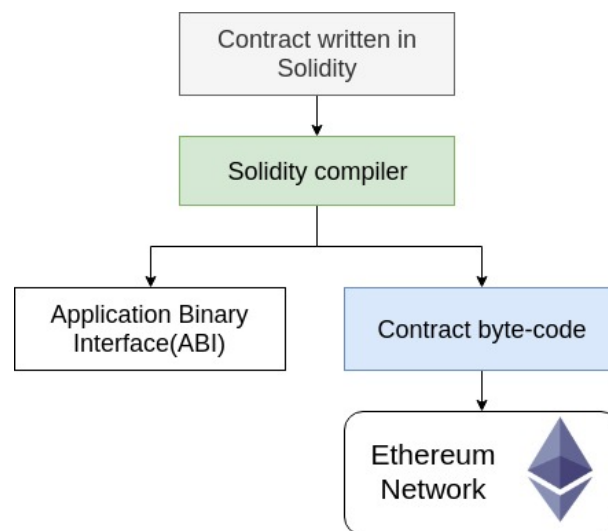 Contract written in
Solidity
Solidity compiler
Application Binary
Interface(ABI)
Contract byte-code
Ethereum
Network